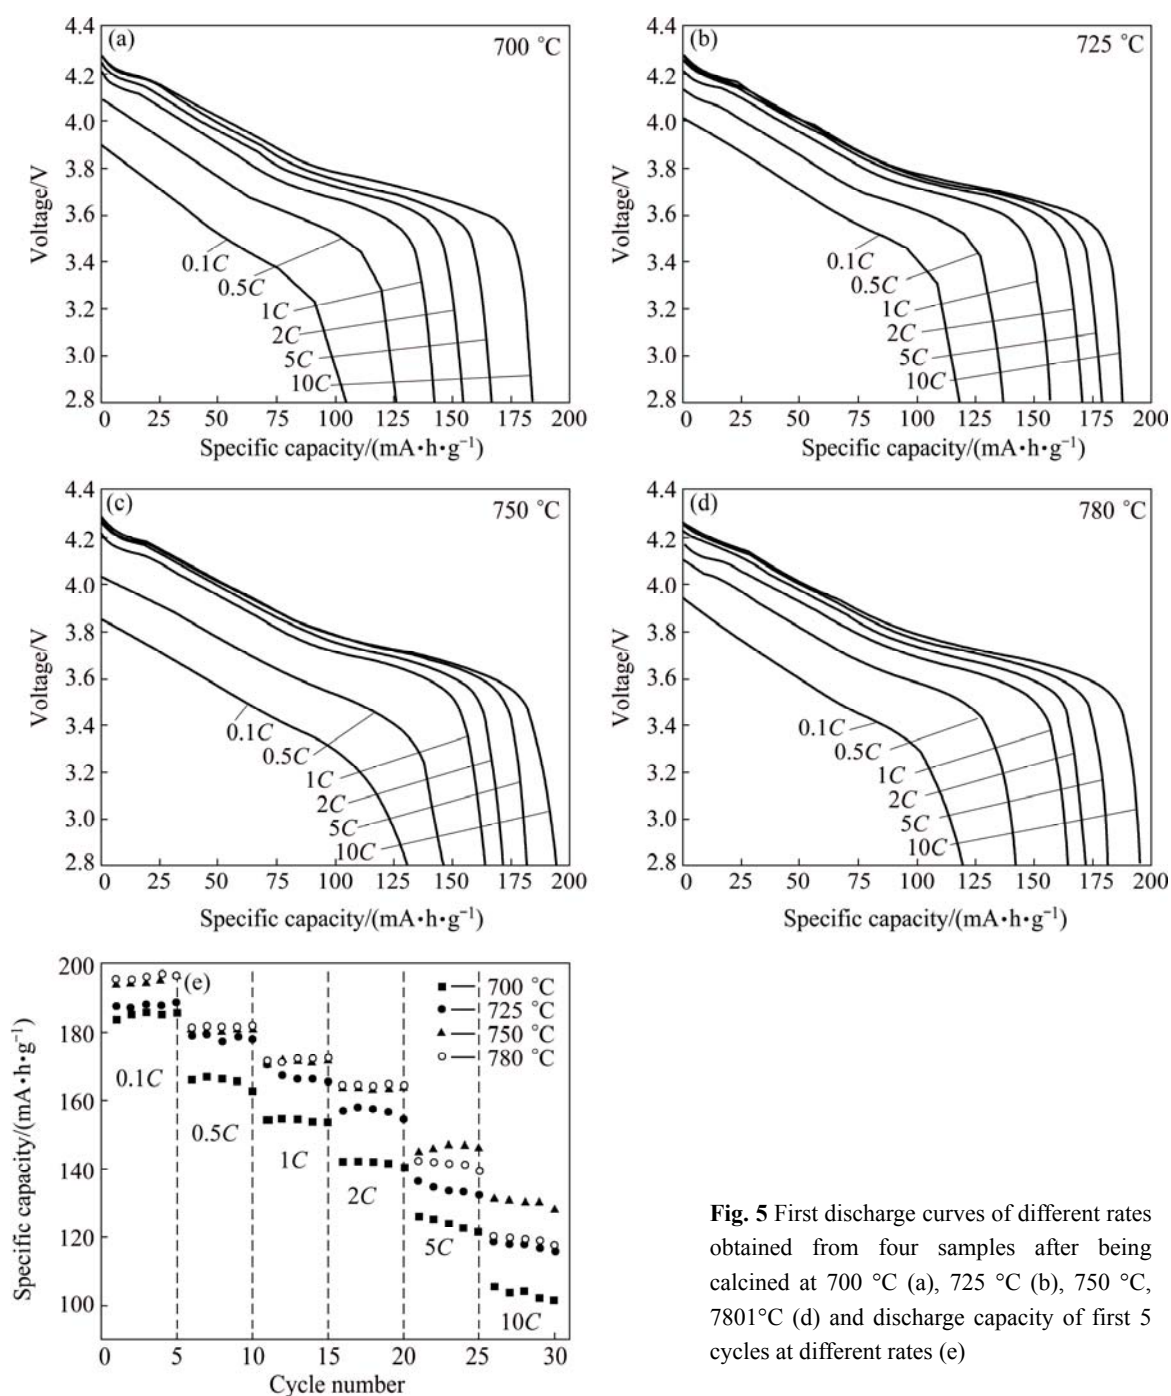 (a)
700 °C
Voltage/V
4.4
4.2
4.0
3.8
3.6
3.4
3.2
3.0
2.8
0.1C
0.5C
1C
2C
5C
10C
0 25 50 75 100 125 150 175 200
Specific capacity/(mA•h•g⁻¹)
(b)
725 °C
Voltage/V
4.4
4.2
4.0
3.8
3.6
3.4
3.2
3.0
2.8
0.1C
0.5C
1C
2C
5C
10C
0 25 50 75 100 125 150 175 200
Specific capacity/(mA•h•g⁻¹)
(c)
750 °C
Voltage/V
4.4
4.2
4.0
3.8
3.6
3.4
3.2
3.0
2.8
0.1C
0.5C
1C
2C
5C
10C
0 25 50 75 100 125 150 175 200
Specific capacity/(mA•h•g⁻¹)
(d)
780 °C
Voltage/V
4.4
4.2
4.0
3.8
3.6
3.4
3.2
3.0
2.8
0.1C
0.5C
1C
2C
5C
10C
0 25 50 75 100 125 150 175 200
Specific capacity/(mA•h•g⁻¹)
(e)
Specific capacity/(mA•h•g⁻¹)
200
180
160
140
120
100
700 °C
725 °C
750 °C
780 °C
0.1C
0.5C
1C
2C
5C
10C
0 5 10 15 20 25 30
Cycle number
Fig. 5 First discharge curves of different rates
obtained from four samples after being
calcined at 700 °C (a), 725 °C (b), 750 °C,
7801°C (d) and discharge capacity of first 5
cycles at different rates (e)